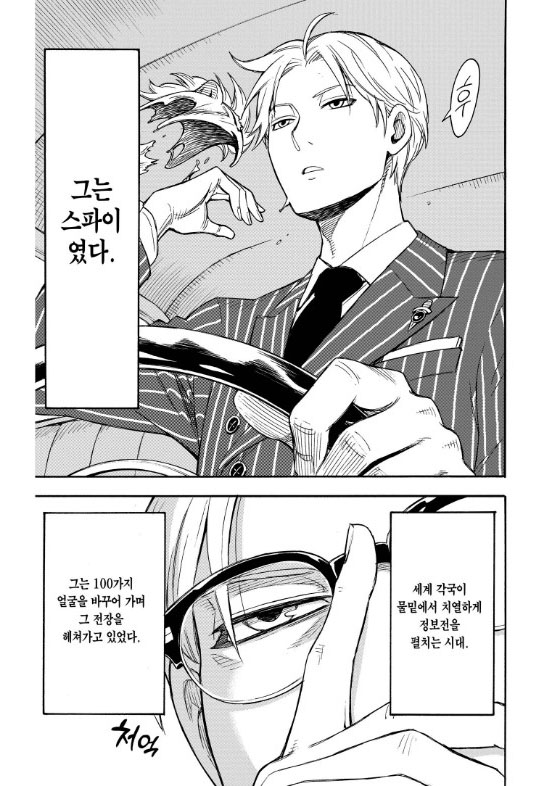 후
그는
스파이
였다.
세계 각국이
물밑에서 치열하게
정보전을
펼치는 시대.
그는 100가지
얼굴을 바꾸어 가며
그 전장을
헤쳐가고 있었다.
처억